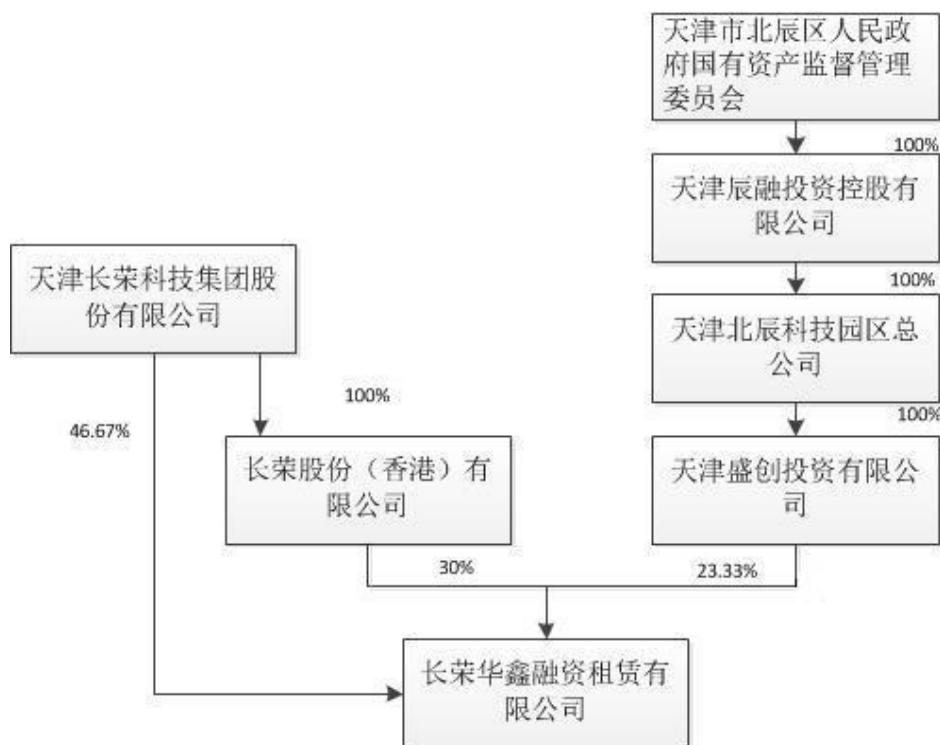 天津市北辰区人民政
府国有资产监督管理
委员会
100%
天津辰融投资控股有
限公司
100%
天津长荣科技集团股
份有限公司
天津北辰科技园区总
公司
100%
46.67%
100%
长荣股份（香港）有
限公司
天津盛创投资有限公
司
30%
23.33%
长荣华鑫融资租赁有
限公司